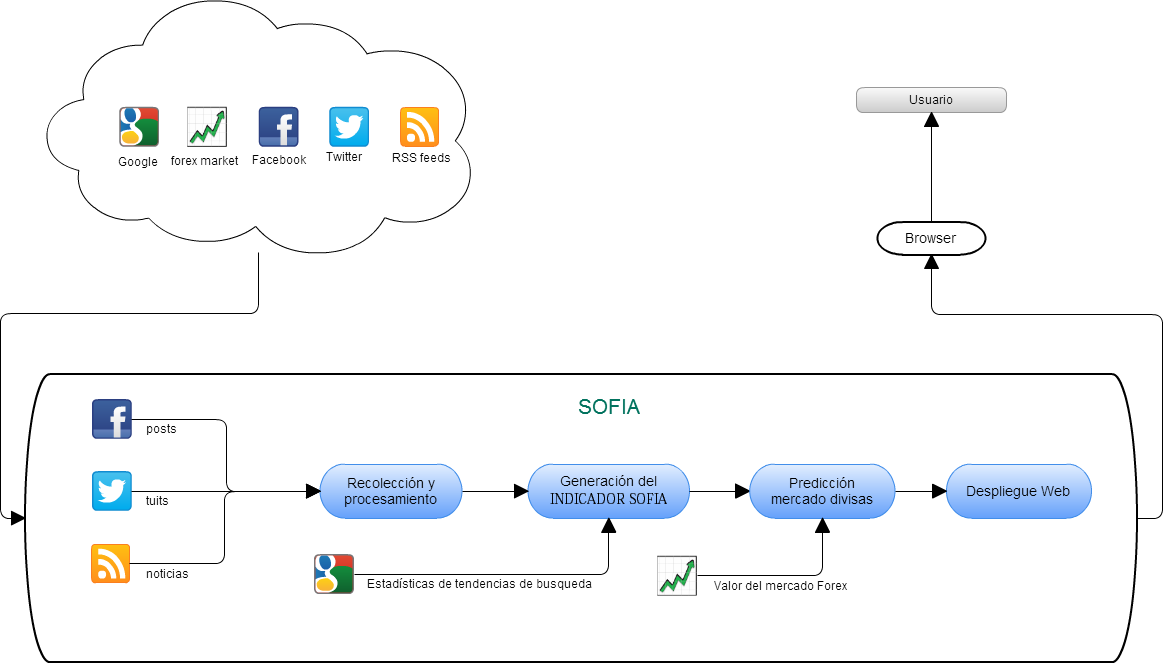 Usuario
Google
forex market
Facebook
Twitter
RSS feeds
Browser
SOFIA
posts
tuits
noticias
Recolección y
procesamiento
Generación del
INDICADOR SOFIA
Predicción
mercado divisas
Despliegue Web
Estadísticas de tendencias de busqueda
Valor del mercado Forex